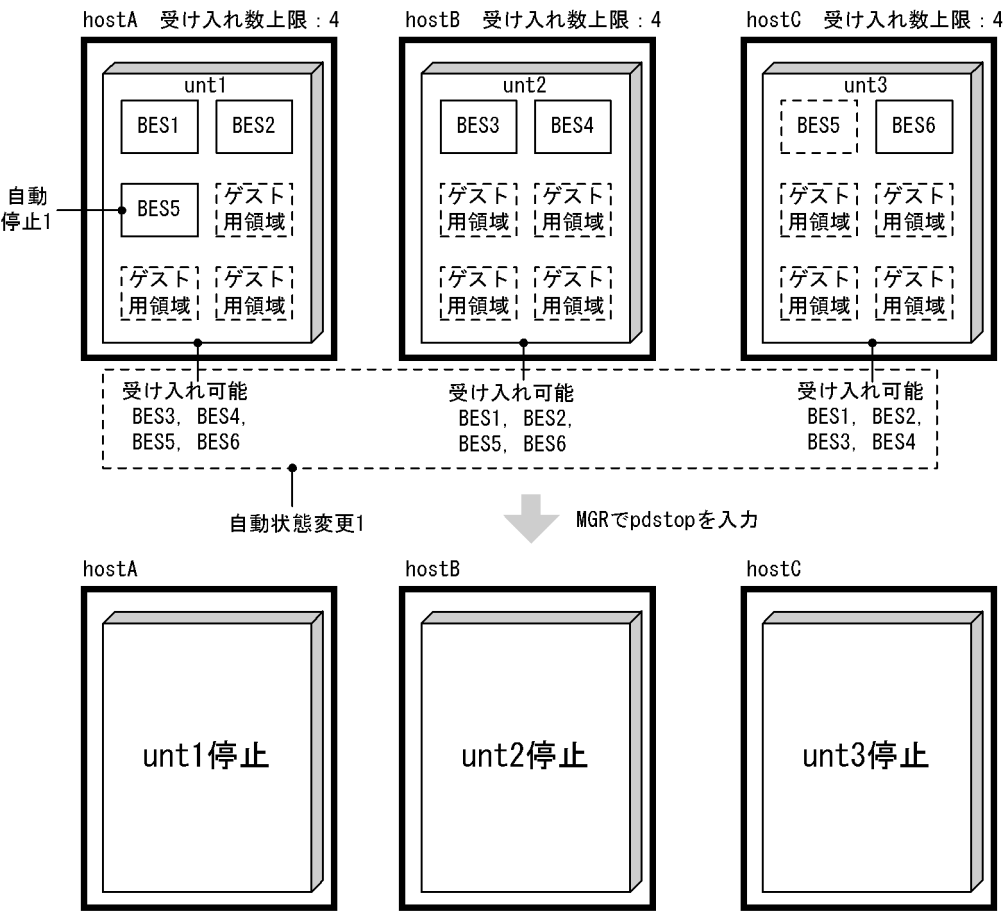 hostA 受け入れ数上限：4
hostB 受け入れ数上限：4
hostC 受け入れ数上限：4
unt1
BES1
BES2
BES5
ゲスト
用領域
ゲスト
用領域
ゲスト
用領域
自動
停止1
unt2
BES3
BES4
ゲスト
用領域
ゲスト
用領域
ゲスト
用領域
ゲスト
用領域
unt3
BES5
BES6
ゲスト
用領域
ゲスト
用領域
ゲスト
用領域
ゲスト
用領域
受け入れ可能
BES3, BES4,
BES5, BES6
受け入れ可能
BES1, BES2,
BES5, BES6
受け入れ可能
BES1, BES2,
BES3, BES4
自動状態変更1
MGRでpdstopを入力
hostA
hostB
hostC
unt1停止
unt2停止
unt3停止